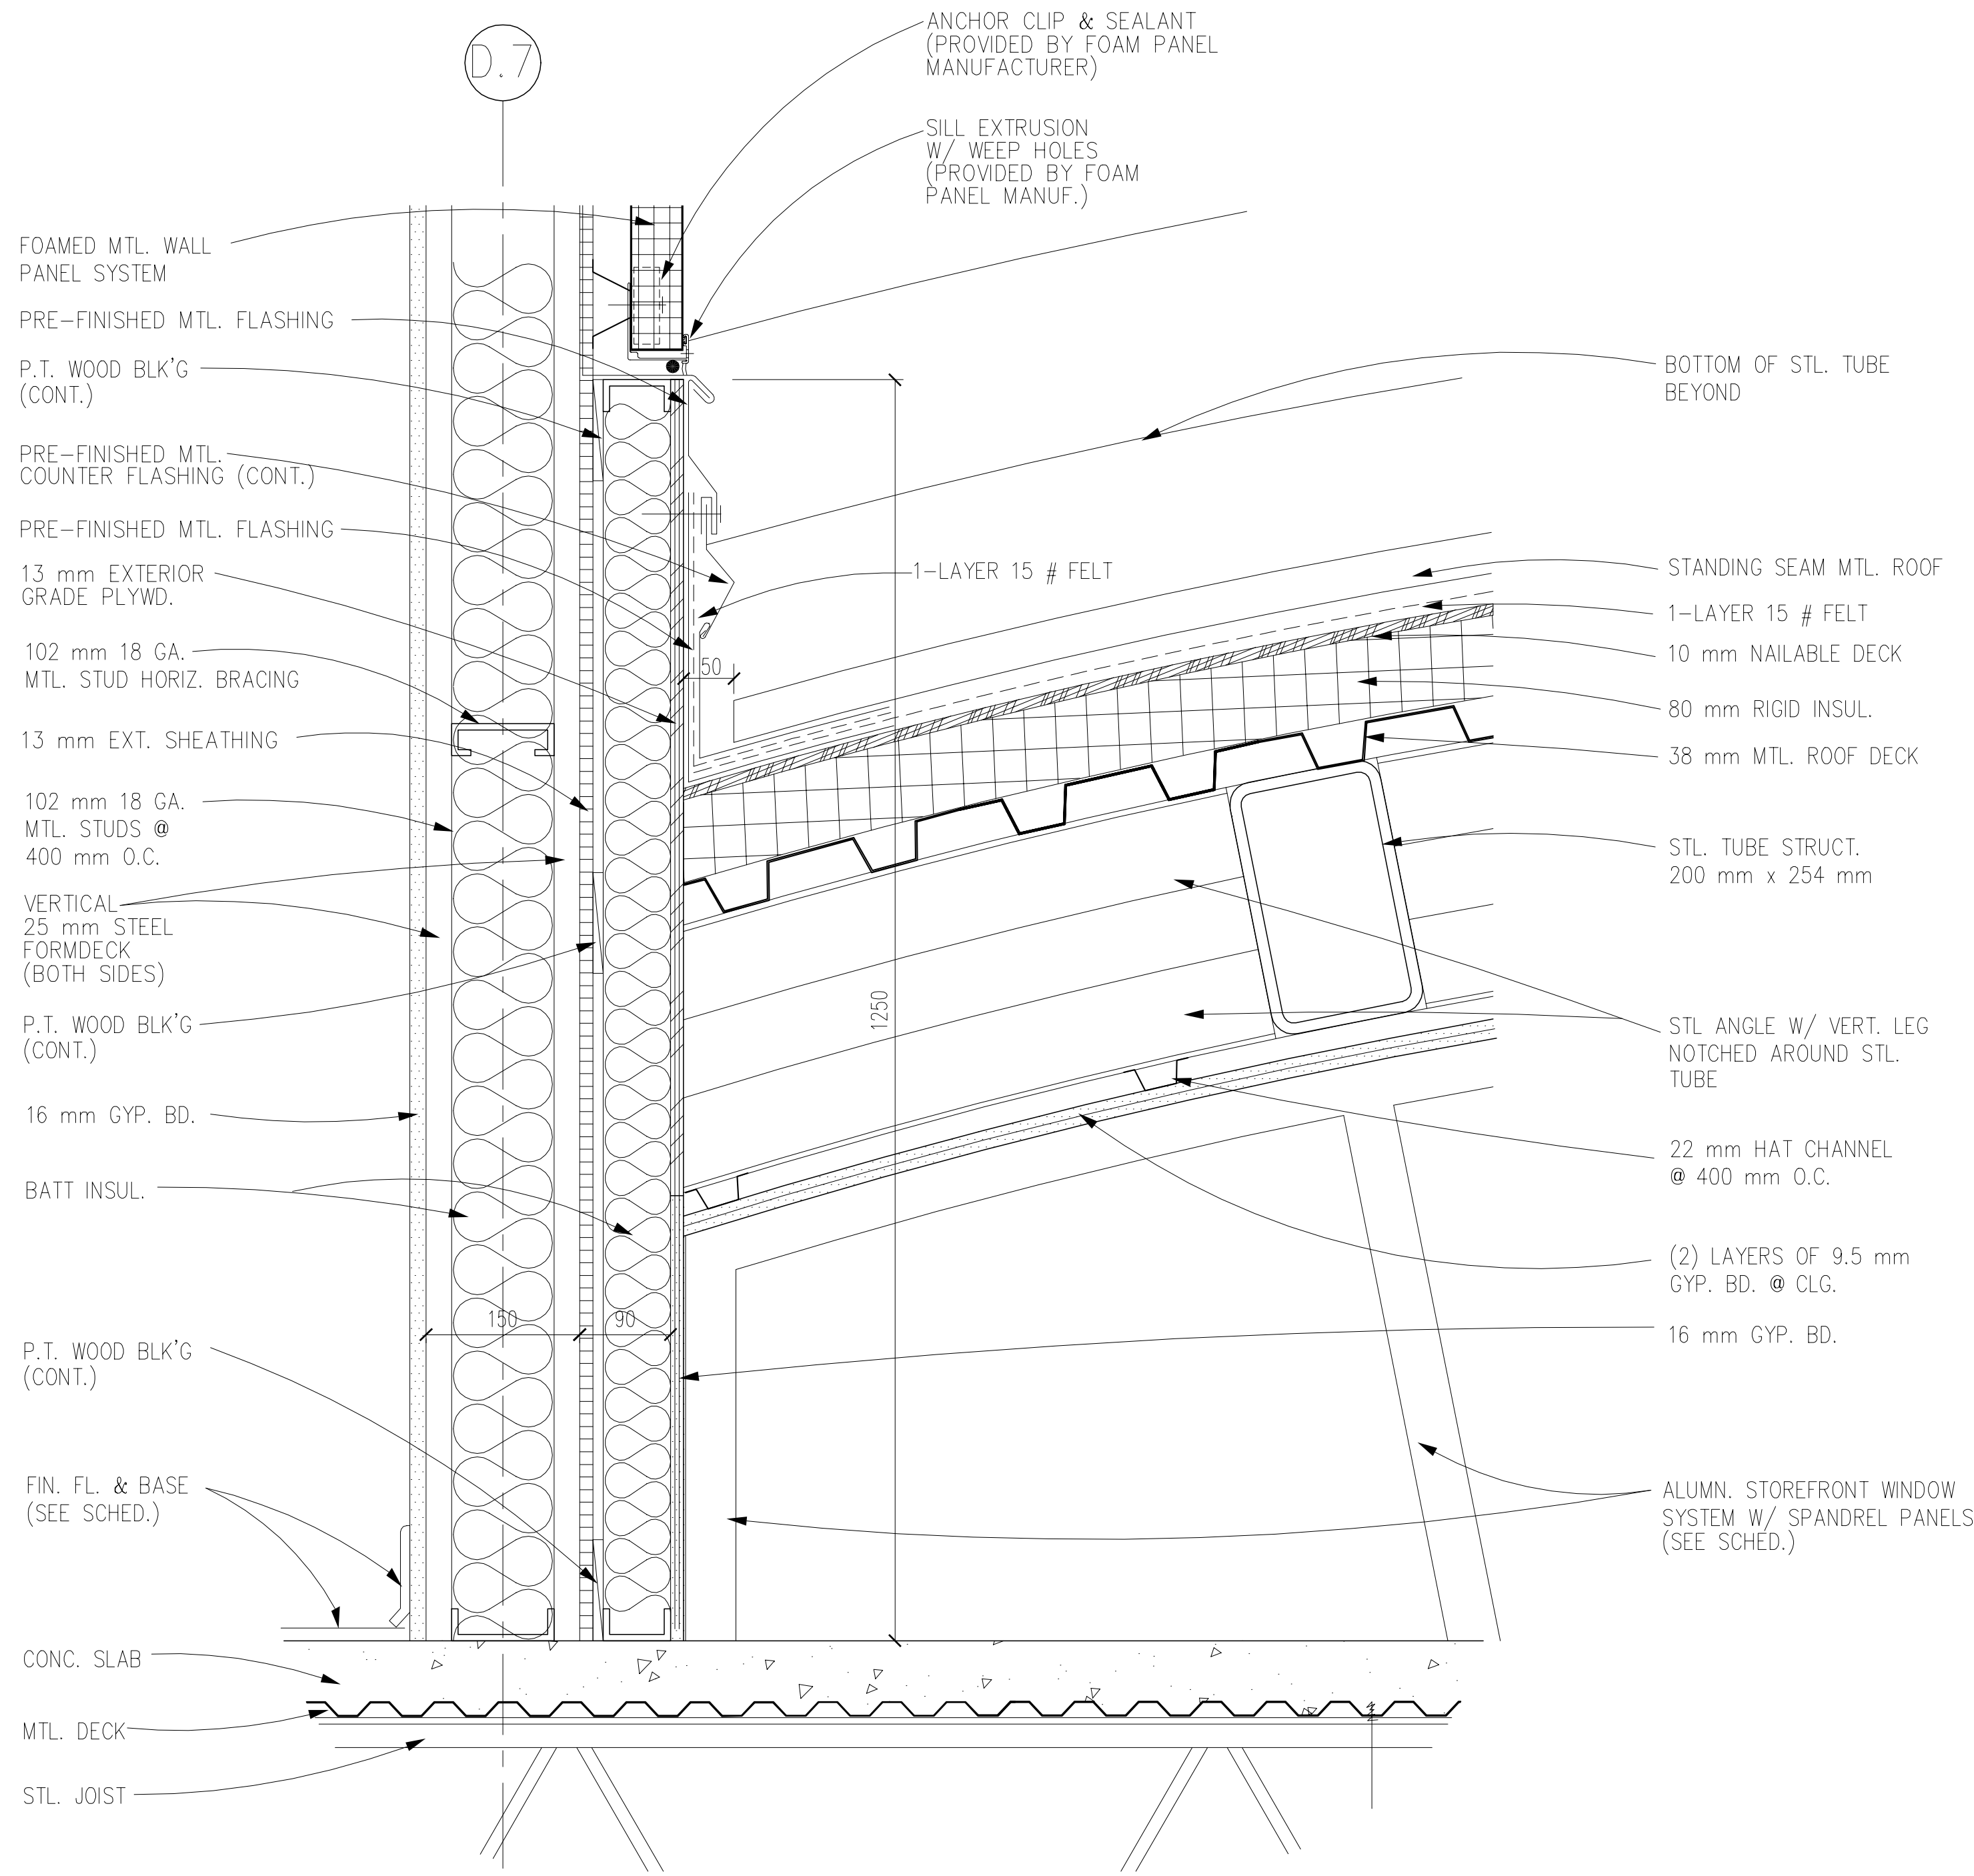 D.7
ANCHOR CLIP & SEALANT
(PROVIDED BY FOAM PANEL
MANUFACTURER)
SILL EXTRUSION
W/ WEEP HOLES
(PROVIDED BY FOAM
PANEL MANUF.)
FOAMED MTL. WALL
PANEL SYSTEM
PRE-FINISHED MTL. FLASHING
P.T. WOOD BLK'G
(CONT.)
PRE-FINISHED MTL.
COUNTER FLASHING (CONT.)
PRE-FINISHED MTL. FLASHING
13 mm EXTERIOR
GRADE PLYWD.
102 mm 18 GA.
MTL. STUD HORIZ. BRACING
13 mm EXT. SHEATHING
102 mm 18 GA.
MTL. STUDS @
400 mm O.C.
VERTICAL
25 mm STEEL
FORMDECK
(BOTH SIDES)
P.T. WOOD BLK'G
(CONT.)
16 mm GYP. BD.
BATT INSUL.
P.T. WOOD BLK'G
(CONT.)
FIN. FL. & BASE
(SEE SCHED.)
CONC. SLAB
MTL. DECK
STL. JOIST
1-LAYER 15 # FELT
50
1250
150
90
BOTTOM OF STL. TUBE
BEYOND
STANDING SEAM MTL. ROOF
1-LAYER 15 # FELT
10 mm NAILABLE DECK
80 mm RIGID INSUL.
38 mm MTL. ROOF DECK
STL. TUBE STRUCT.
200 mm x 254 mm
STL ANGLE W/ VERT. LEG
NOTCHED AROUND STL.
TUBE
22 mm HAT CHANNEL
@ 400 mm O.C.
(2) LAYERS OF 9.5 mm
GYP. BD. @ CLG.
16 mm GYP. BD.
ALUMN. STOREFRONT WINDOW
SYSTEM W/ SPANDREL PANELS
(SEE SCHED.)